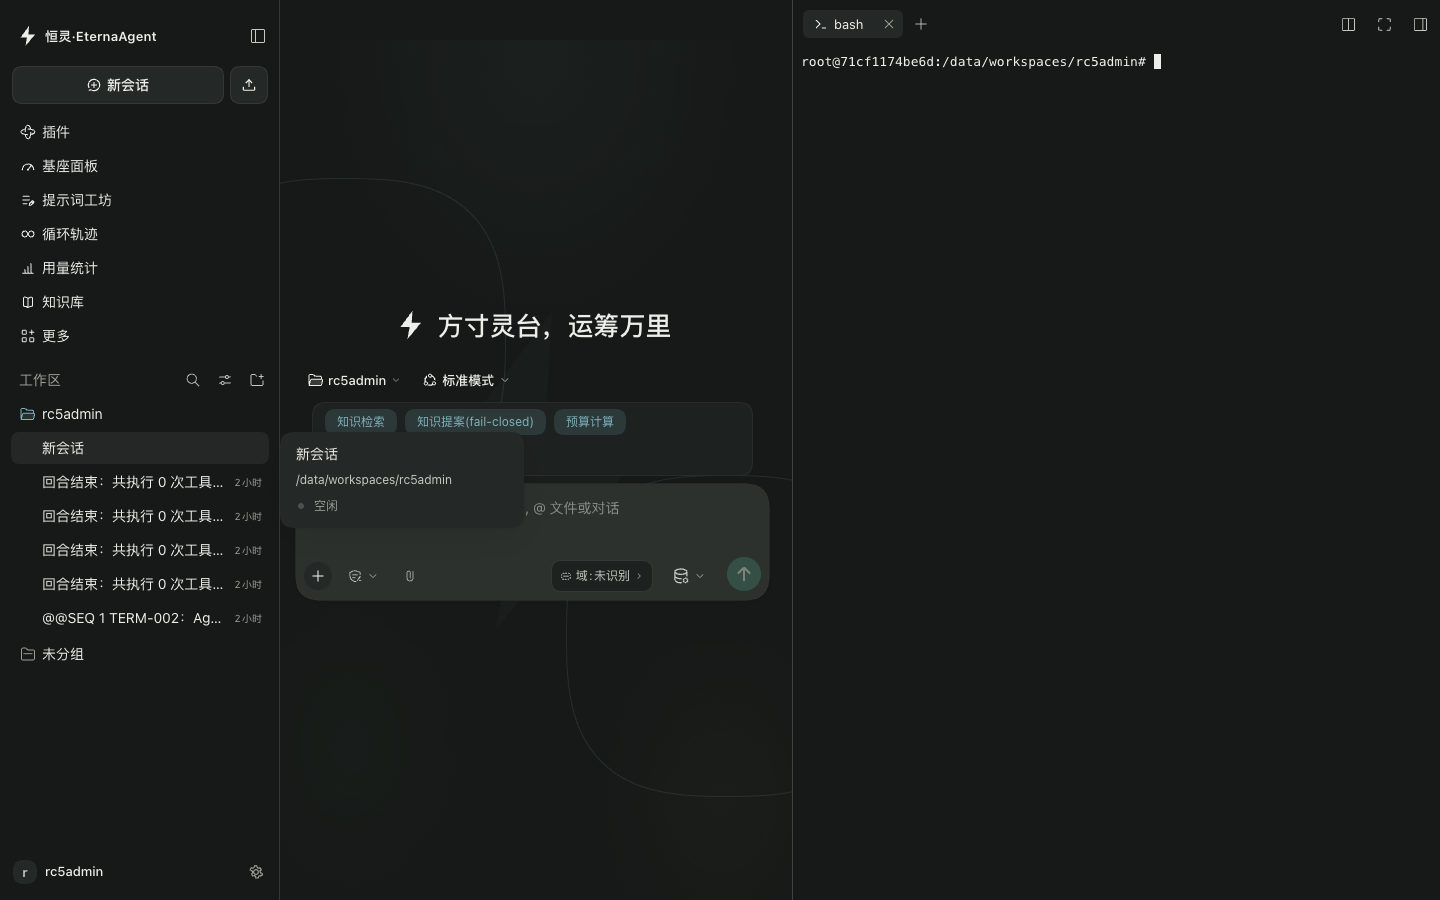 恒灵·EternaAgent
新会话
插件
基座面板
提示词工坊
循环轨迹
用量统计
知识库
更多
工作区
rc5admin
新会话
回合结束：共执行 0 次工具... 2小时
回合结束：共执行 0 次工具... 2小时
回合结束：共执行 0 次工具... 2小时
回合结束：共执行 0 次工具... 2小时
@@SEQ 1 TERM-002：Ag... 2小时
未分组
r rc5admin
方寸灵台，运筹万里
rc5admin 标准模式
知识检索 知识提案(fail-closed) 预算计算
新会话
/data/workspaces/rc5admin
空闲
, @ 文件或对话
域:未识别
bash
root@71cf1174be6d:/data/workspaces/rc5admin#